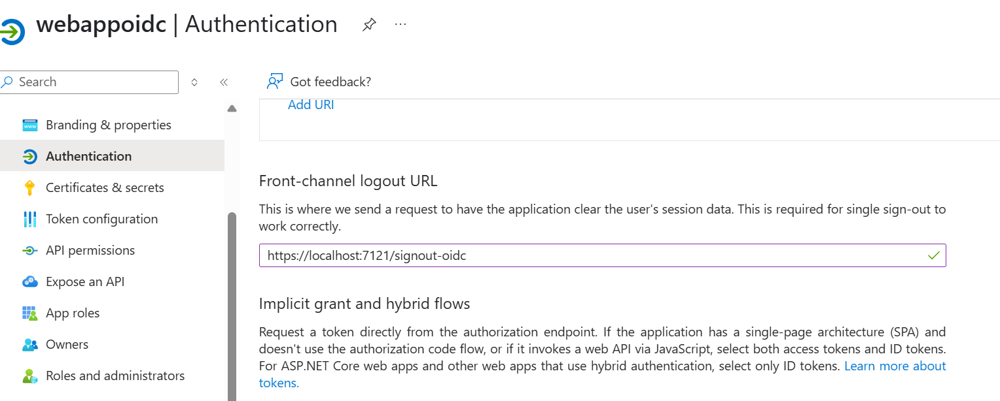 webappoidc | Authentication
...
Search
Got feedback?
Add URI
Branding & properties
Authentication
Certificates & secrets
Token configuration
API permissions
Expose an API
App roles
Owners
Roles and administrators
Front-channel logout URL
This is where we send a request to have the application clear the user's session data. This is required for single sign-out to
work correctly.
https://localhost:7121/signout-oidc
Implicit grant and hybrid flows
Request a token directly from the authorization endpoint. If the application has a single-page architecture (SPA) and
doesn't use the authorization code flow, or if it invokes a web API via JavaScript, select both access tokens and ID tokens.
For ASP.NET Core web apps and other web apps that use hybrid authentication, select only ID tokens. Learn more about
tokens.